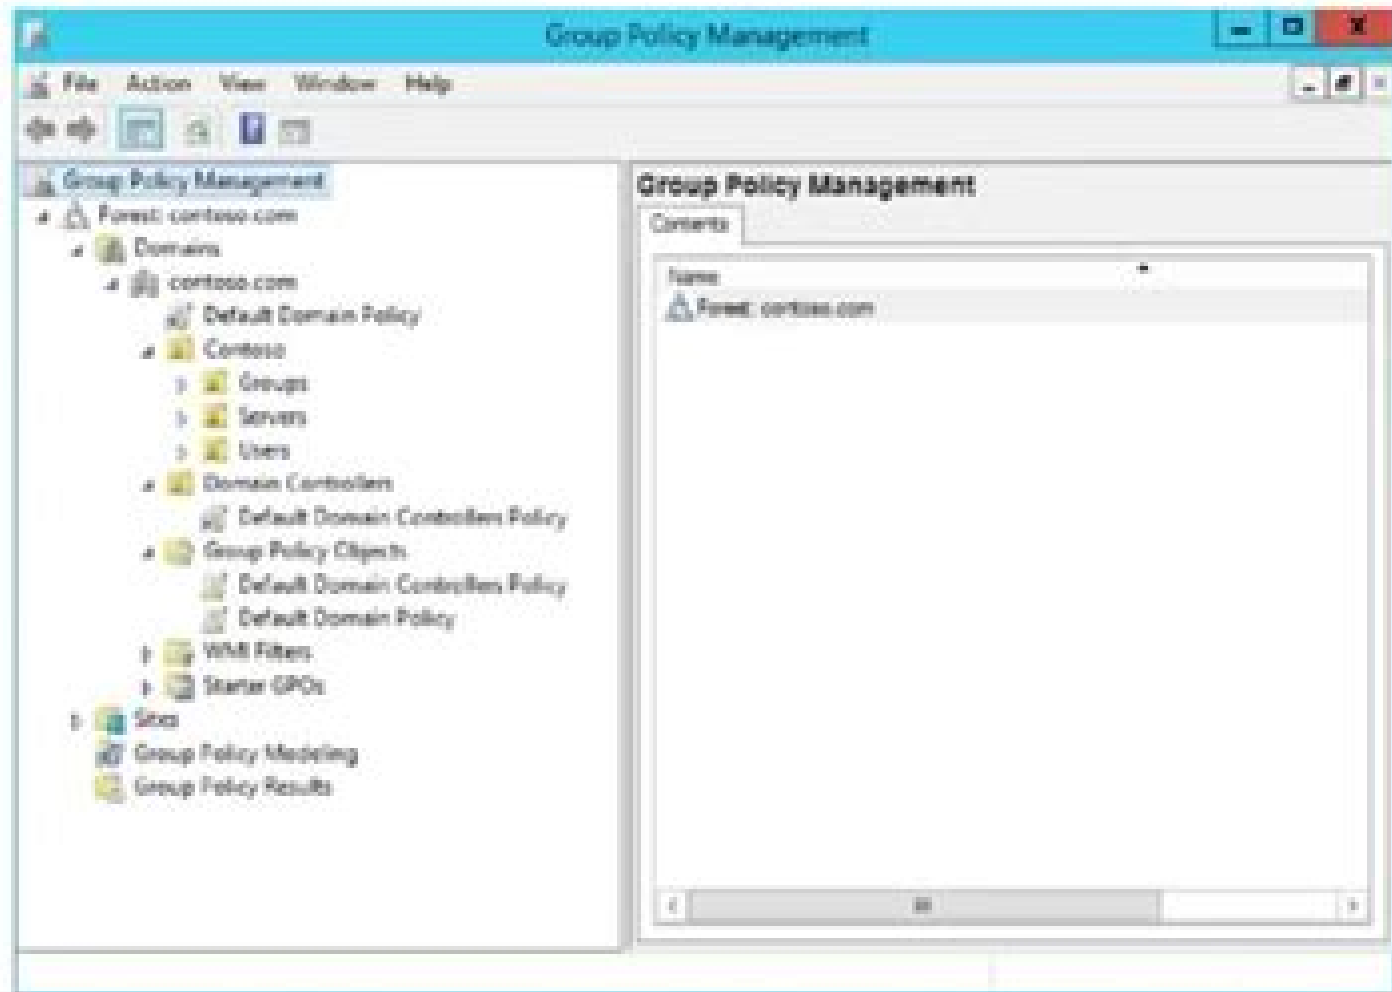 Group Policy Management
File Action View Window Help
Group Policy Management
Forest: contoso.com
Domains
contoso.com
Default Domain Policy
Contoso
Groups
Servers
Users
Domain Controllers
Default Domain Controllers Policy
Group Policy Objects
Default Domain Controllers Policy
Default Domain Policy
WMI Filters
Starter GPOs
Sites
Group Policy Modeling
Group Policy Results
Group Policy Management
Contents
Name
Forest: contoso.com